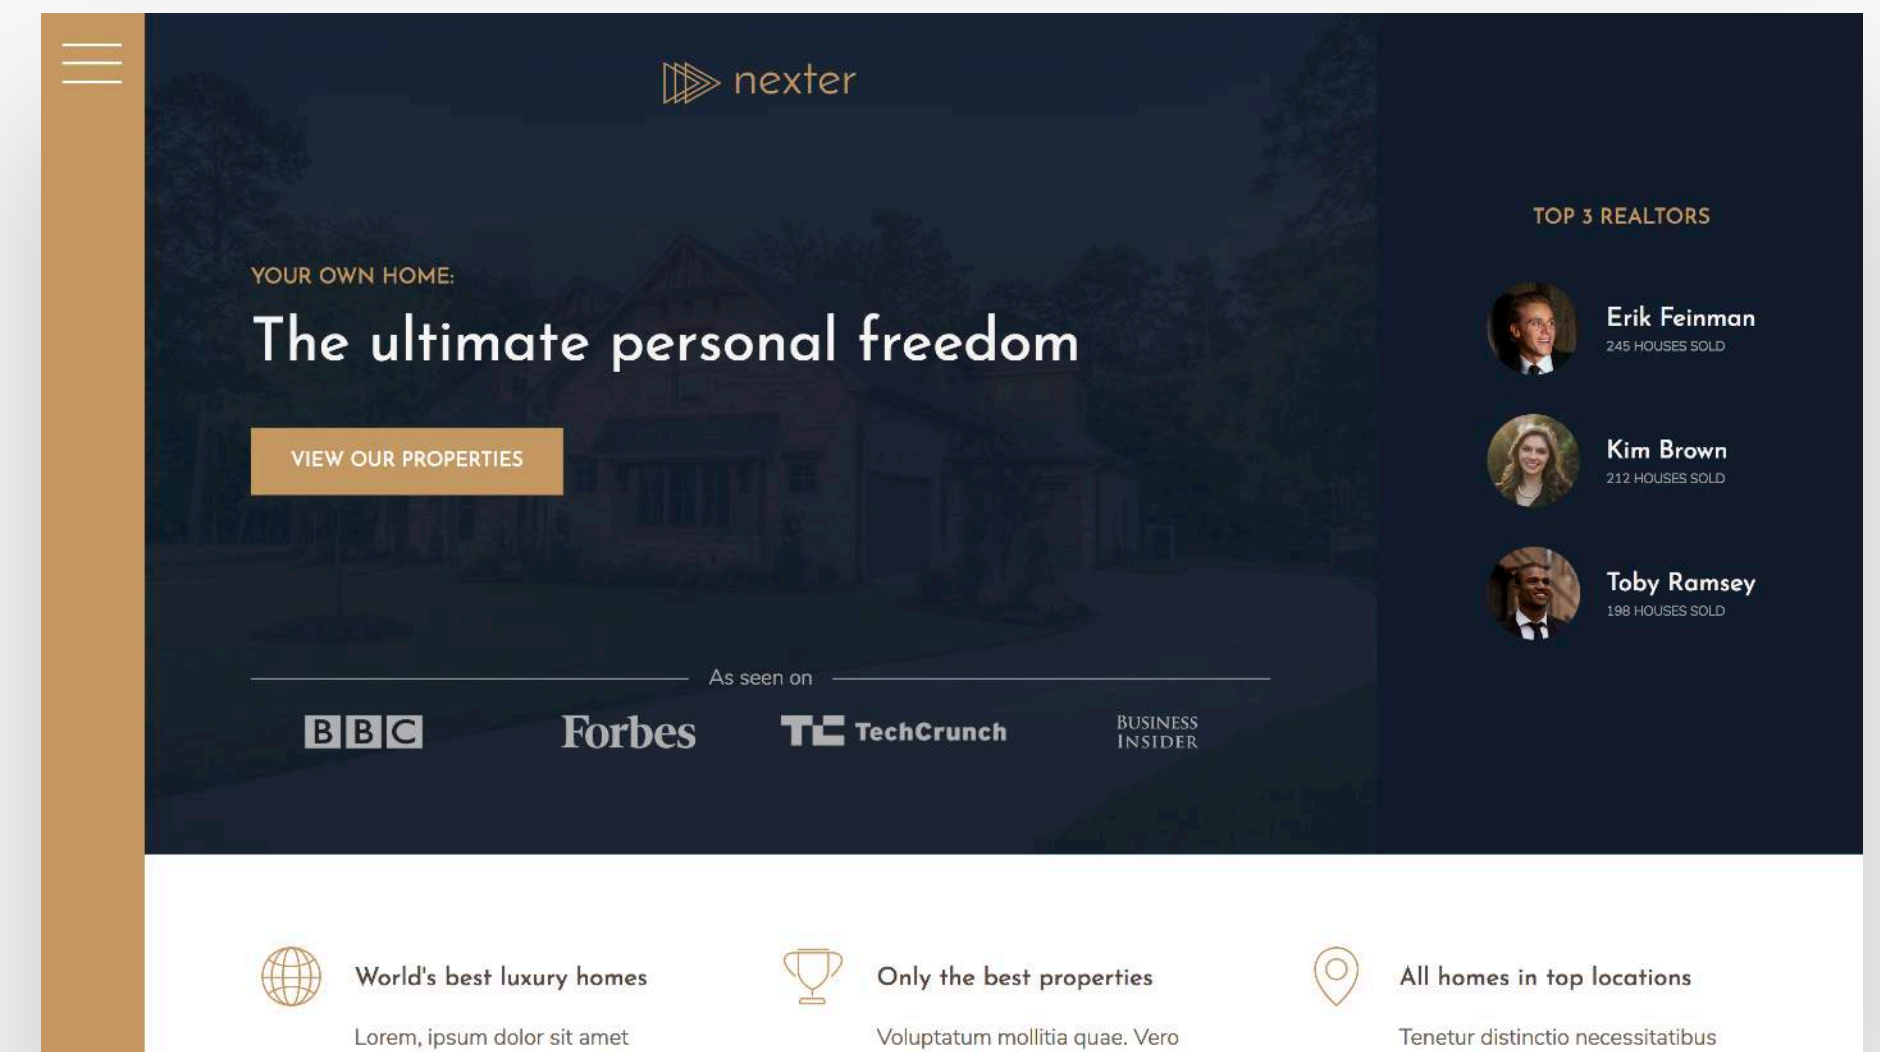 nexter
YOUR OWN HOME:
The ultimate personal freedom
VIEW OUR PROPERTIES
As seen on
BBC
Forbes
TC TechCrunch
BUSINESS
INSIDER
TOP 3 REALTORS
Erik Feinman
245 HOUSES SOLD
Kim Brown
212 HOUSES SOLD
Toby Ramsey
198 HOUSES SOLD
World's best luxury homes
Lorem, ipsum dolor sit amet
Only the best properties
Voluptatum mollitia quae. Vero
All homes in top locations
Tenetur distinctio necessitatibus